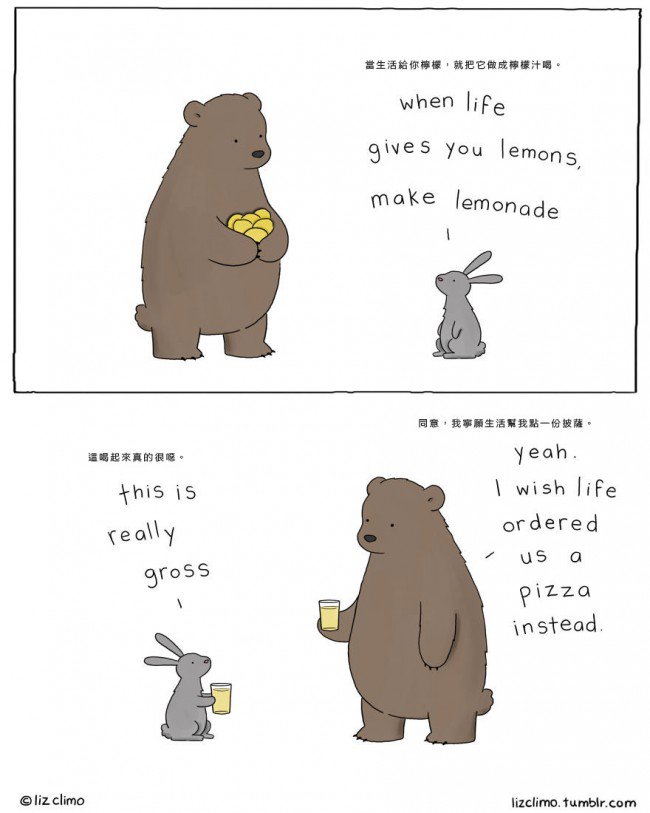 當生活給你檸檬，就把它做成檸檬汁喝。
when life
gives you lemons,
make lemonade
這喝起來真的很噁。
this is
really
gross
同意，我寧願生活幫我點一份披薩。
yeah.
I wish life
ordered
us a
pizza
instead.
© liz climo
lizclimo.tumblr.com